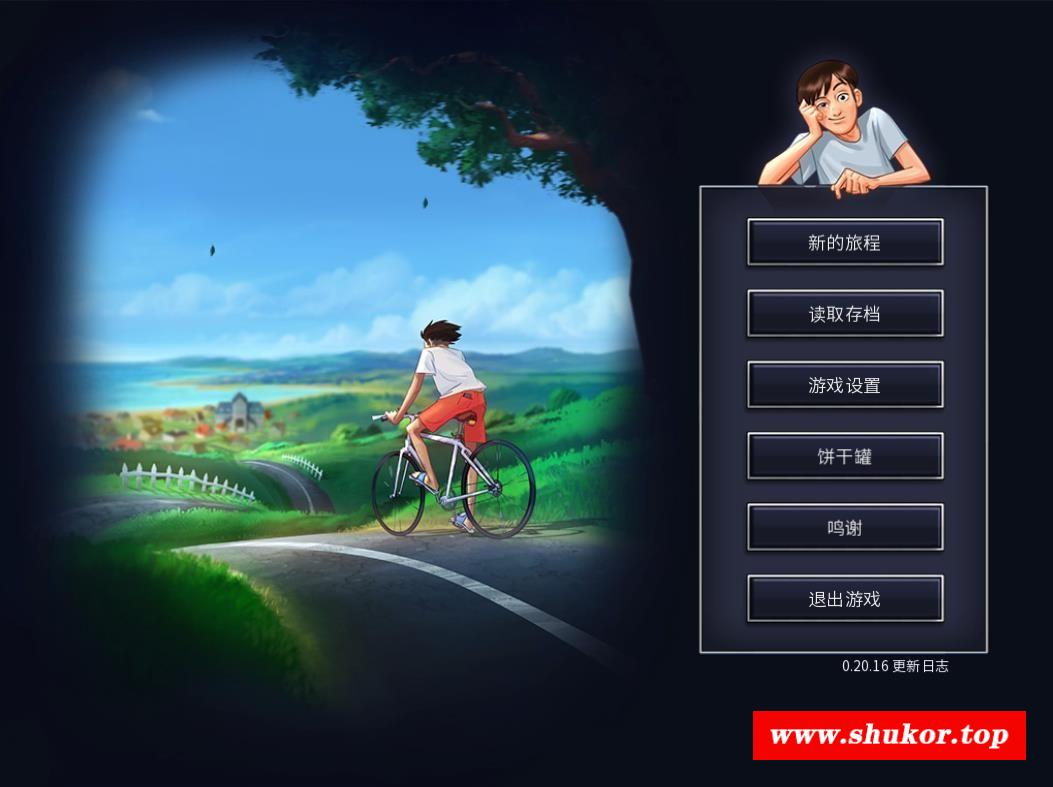 新的旅程
读取存档
游戏设置
饼干罐
鸣谢
退出游戏
0.20.16 更新日志
www.shukor.top